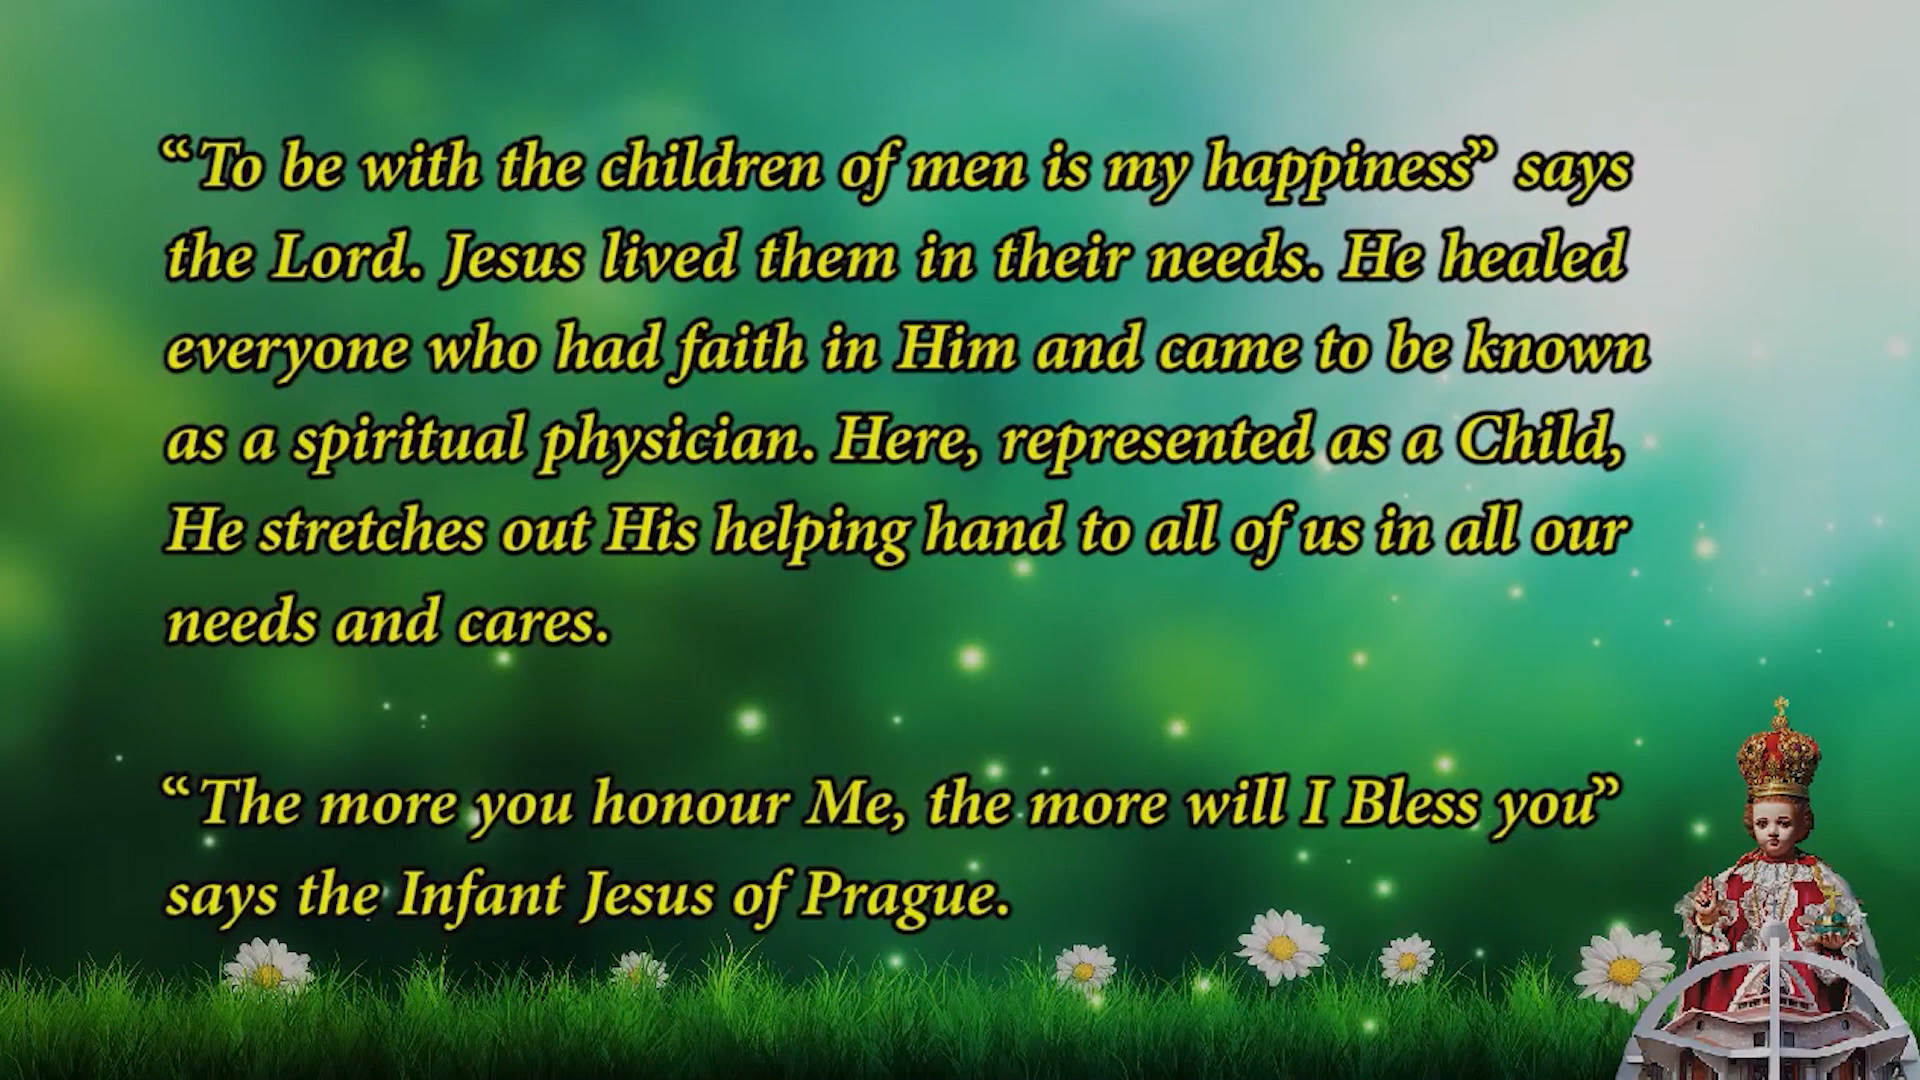 “To be with the children of men is my happiness” says
the Lord. Jesus lived them in their needs. He healed
everyone who had faith in Him and came to be known
as a spiritual physician. Here, represented as a Child,
He stretches out His helping hand to all of us in all our
needs and cares.
“The more you honour Me, the more will I Bless you”
says the Infant Jesus of Prague.